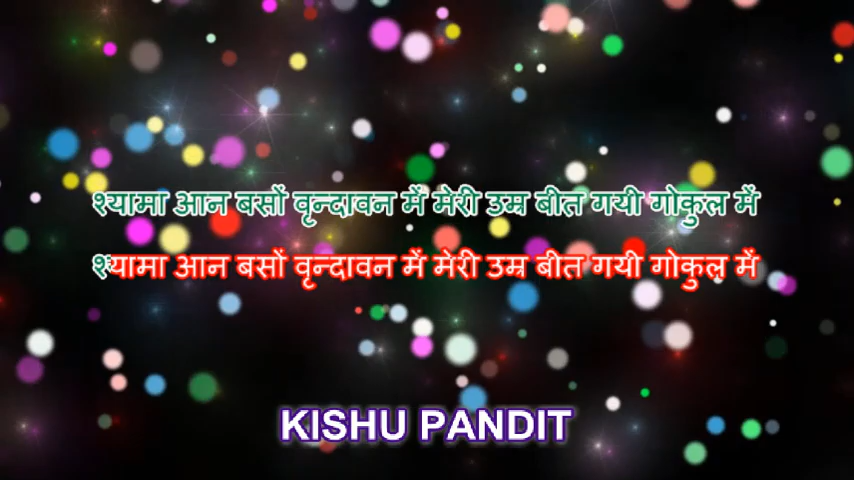 श्यामा आन बसों वृन्दावन में मेरी उम्र बीत गयी गोकुल में
श्यामा आन बसों वृन्दावन में मेरी उम्र बीत गयी गोकुल में
KISHU PANDIT